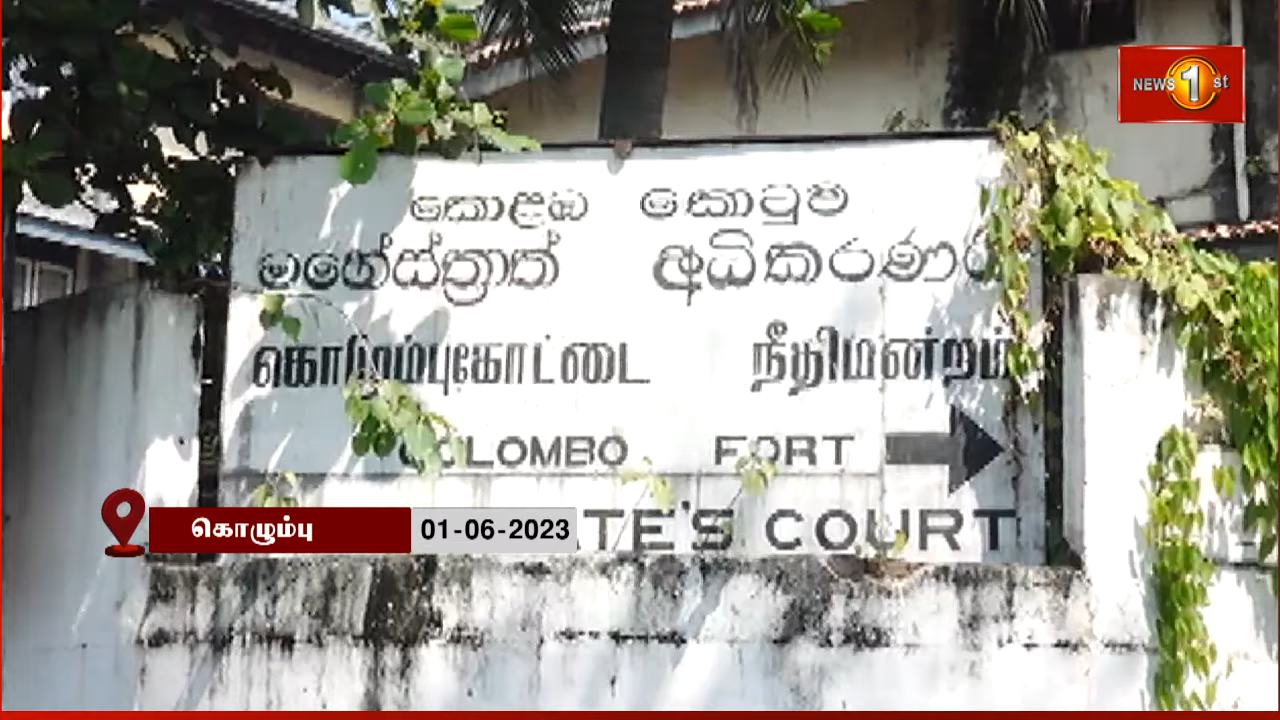 NEWS 1st
කොළඹ කොටුව
මහේස්ත්‍රාත් අධිකරණය
கொழும்புகோட்டை நீதிமன்றம்
COLOMBO FORT
TE'S COURT
கொழும்பு 01-06-2023